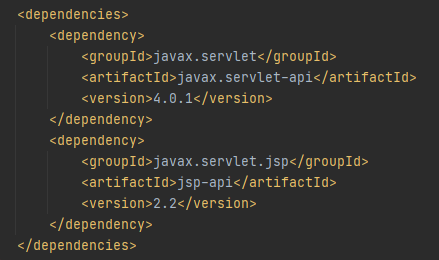 <dependencies>
    <dependency>
        <groupId>javax.servlet</groupId>
        <artifactId>javax.servlet-api</artifactId>
        <version>4.0.1</version>
    </dependency>
    <dependency>
        <groupId>javax.servlet.jsp</groupId>
        <artifactId>jsp-api</artifactId>
        <version>2.2</version>
    </dependency>
</dependencies>